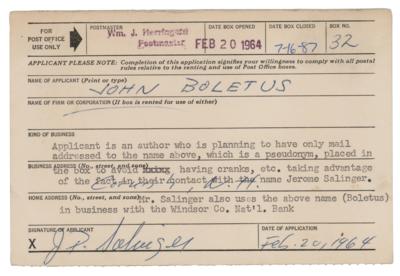 FOR POST OFFICE USE ONLY
POSTMASTER
Wm. J. Herrington
Postmaster
DATE BOX OPENED
FEB 20 1964
DATE BOX CLOSED
7-16-87
BOX NO.
32
APPLICANT PLEASE NOTE: Completion of this application signifies your willingness to comply with all postal
rules relative to the renting and use of Post Office boxes.
NAME OF APPLICANT (Print or type)
JOHN BOLETUS
NAME OF FIRM OR CORPORATION (If box is rented for use of either)
KIND OF BUSINESS
Applicant is an author who is planning to have only mail
addressed to the name above, which is a pseudonym, placed in
BUSINESS ADDRESS (No., street, and zone)
the box to avoid xxxxx having cranks, etc. taking advantage
of the fact in their contact with the name Jerome Salinger.
HOME ADDRESS (No., street, and zone)
Mr. Salinger also uses the above name (Boletus)
in business with the Windsor Co. Nat'l. Bank
SIGNATURE OF APPLICANT
X J D Salinger
DATE OF APPLICATION
Feb. 20, 1964